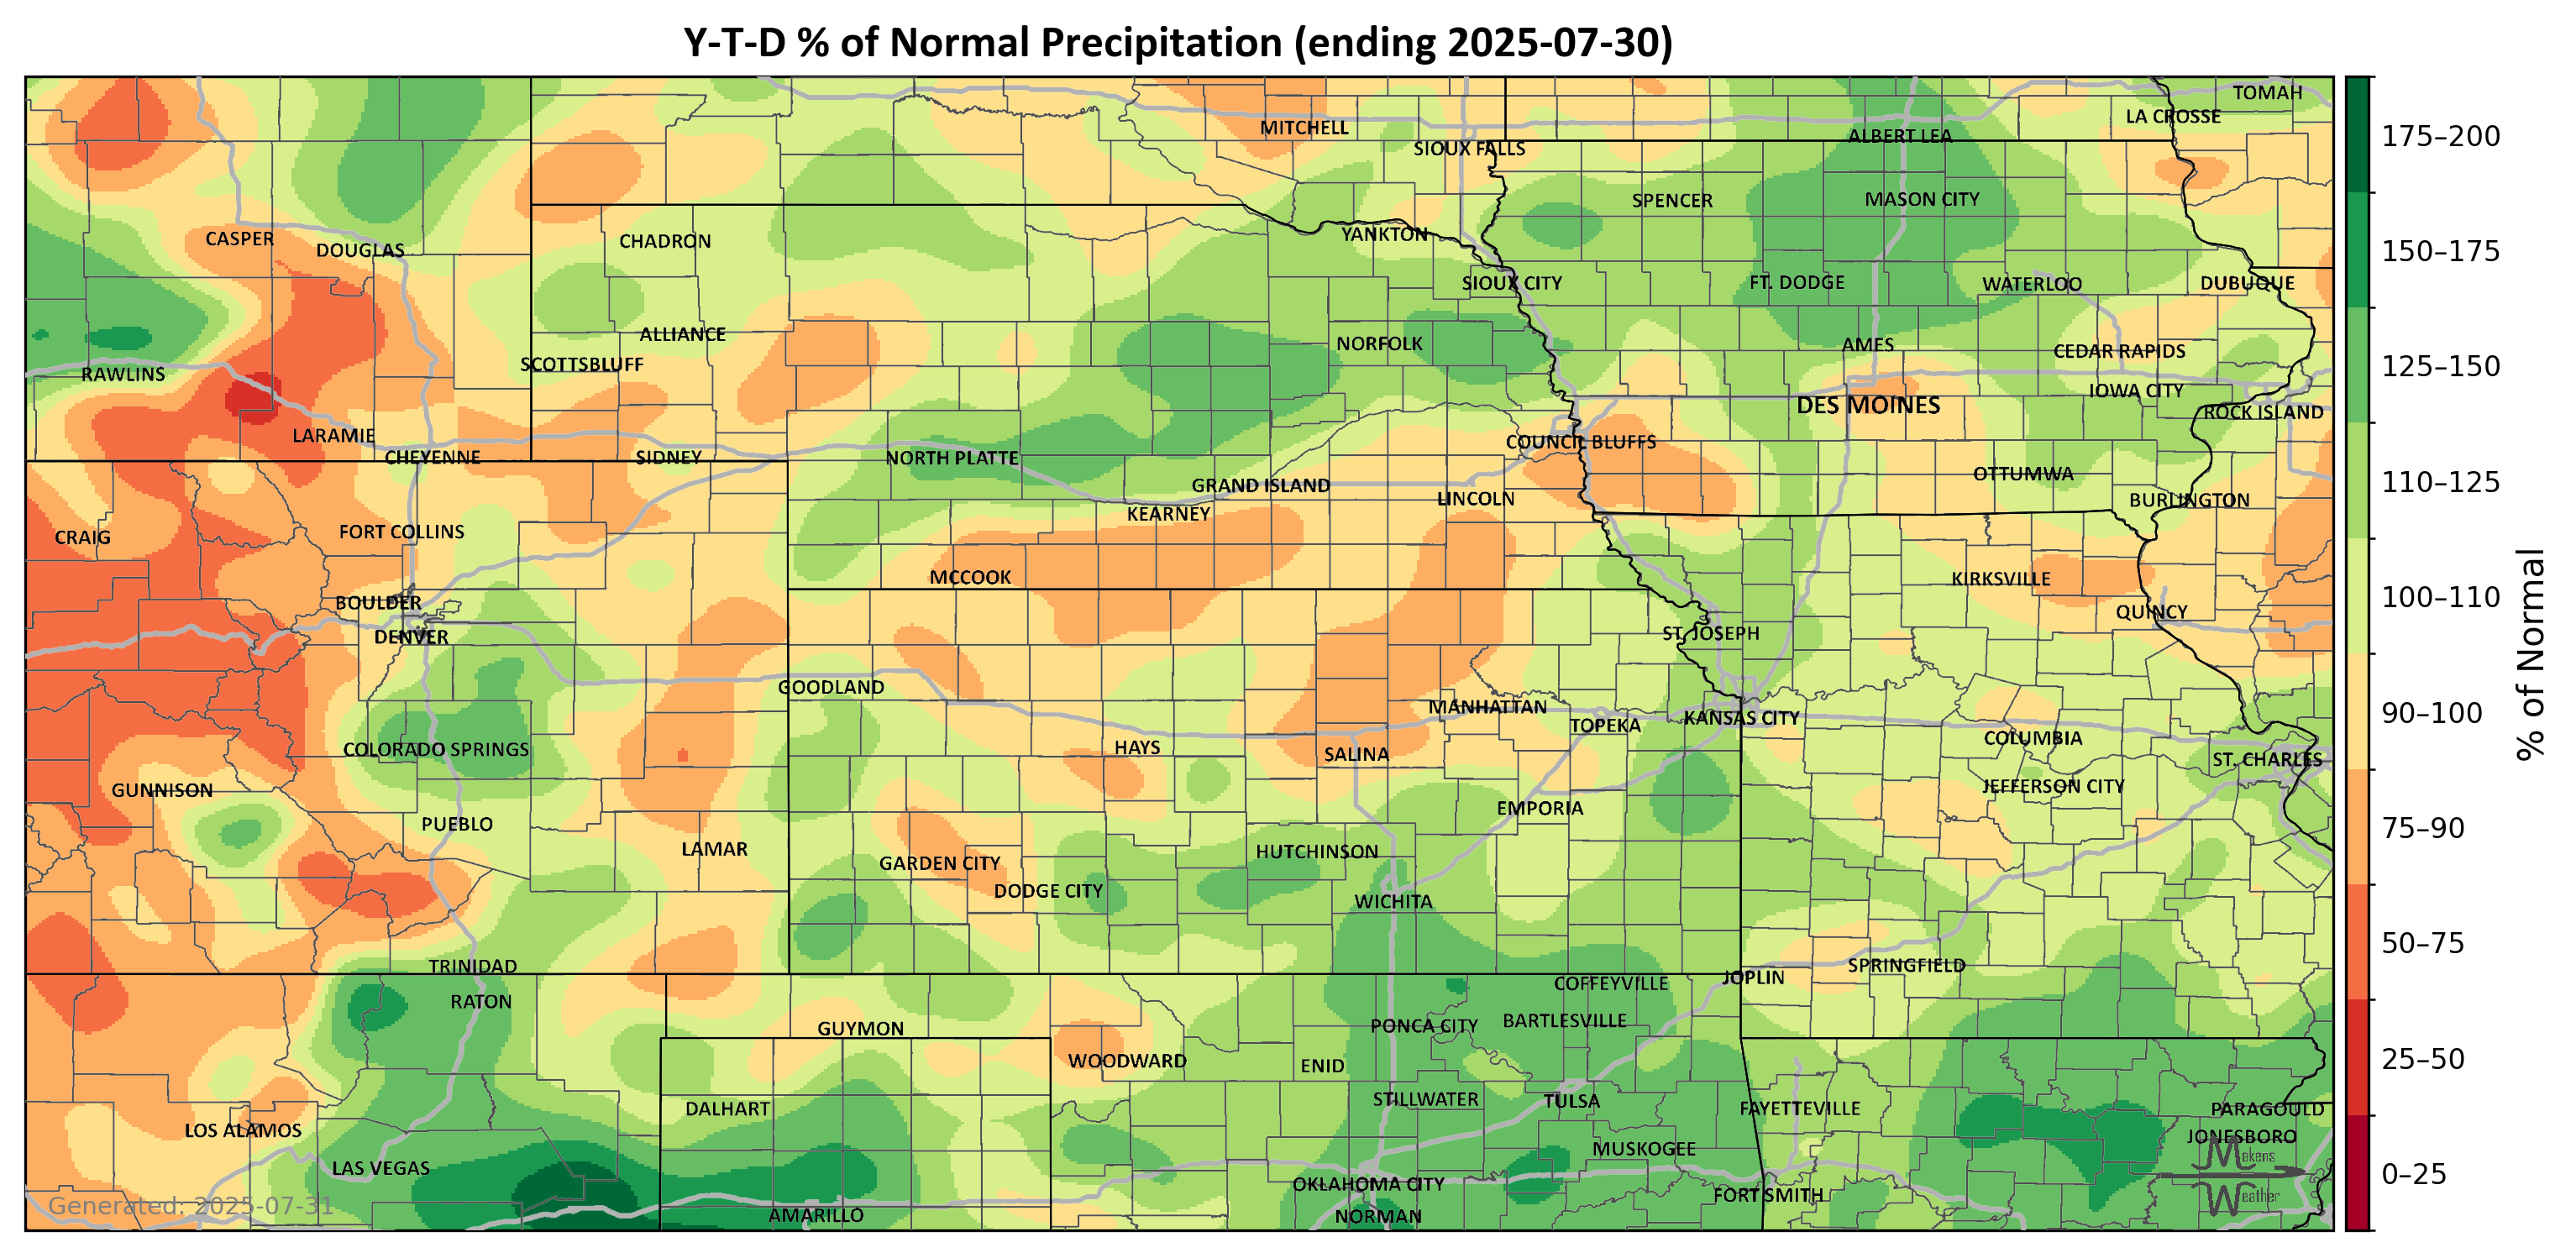 Y-T-D % of Normal Precipitation (ending 2025-07-30)
TOMAH
LA CROSSE
MITCHELL
ALBERT LEA
SIOUX FALLS
SPENCER
MASON CITY
CASPER
DOUGLAS
CHADRON
YANKTON
SIOUX CITY
FT. DODGE
WATERLOO
DUBUQUE
ALLIANCE
NORFOLK
AMES
CEDAR RAPIDS
SCOTTSBLUFF
RAWLINS
IOWA CITY
DES MOINES
ROCK ISLAND
LARAMIE
COUNCIL BLUFFS
CHEYENNE
SIDNEY
NORTH PLATTE
OTTUMWA
GRAND ISLAND
LINCOLN
BURLINGTON
KEARNEY
CRAIG
FORT COLLINS
MCCOOK
KIRKSVILLE
BOULDER
QUINCY
DENVER
ST. JOSEPH
GOODLAND
MANHATTAN
TOPEKA
KANSAS CITY
COLORADO SPRINGS
HAYS
SALINA
COLUMBIA
ST. CHARLES
GUNNISON
JEFFERSON CITY
EMPORIA
PUEBLO
LAMAR
HUTCHINSON
GARDEN CITY
DODGE CITY
WICHITA
TRINIDAD
SPRINGFIELD
JOPLIN
COFFEYVILLE
RATON
GUYMON
PONCA CITY
BARTLESVILLE
WOODWARD
ENID
DALHART
STILLWATER
TULSA
FAYETTEVILLE
PARAGOULD
LOS ALAMOS
JONESBORO
MUSKOGEE
LAS VEGAS
OKLAHOMA CITY
FORT SMITH
AMARILLO
NORMAN
Generated: 2025-07-31
Makens
Weather
175–200
150–175
125–150
110–125
100–110
90–100
75–90
50–75
25–50
0–25
% of Normal